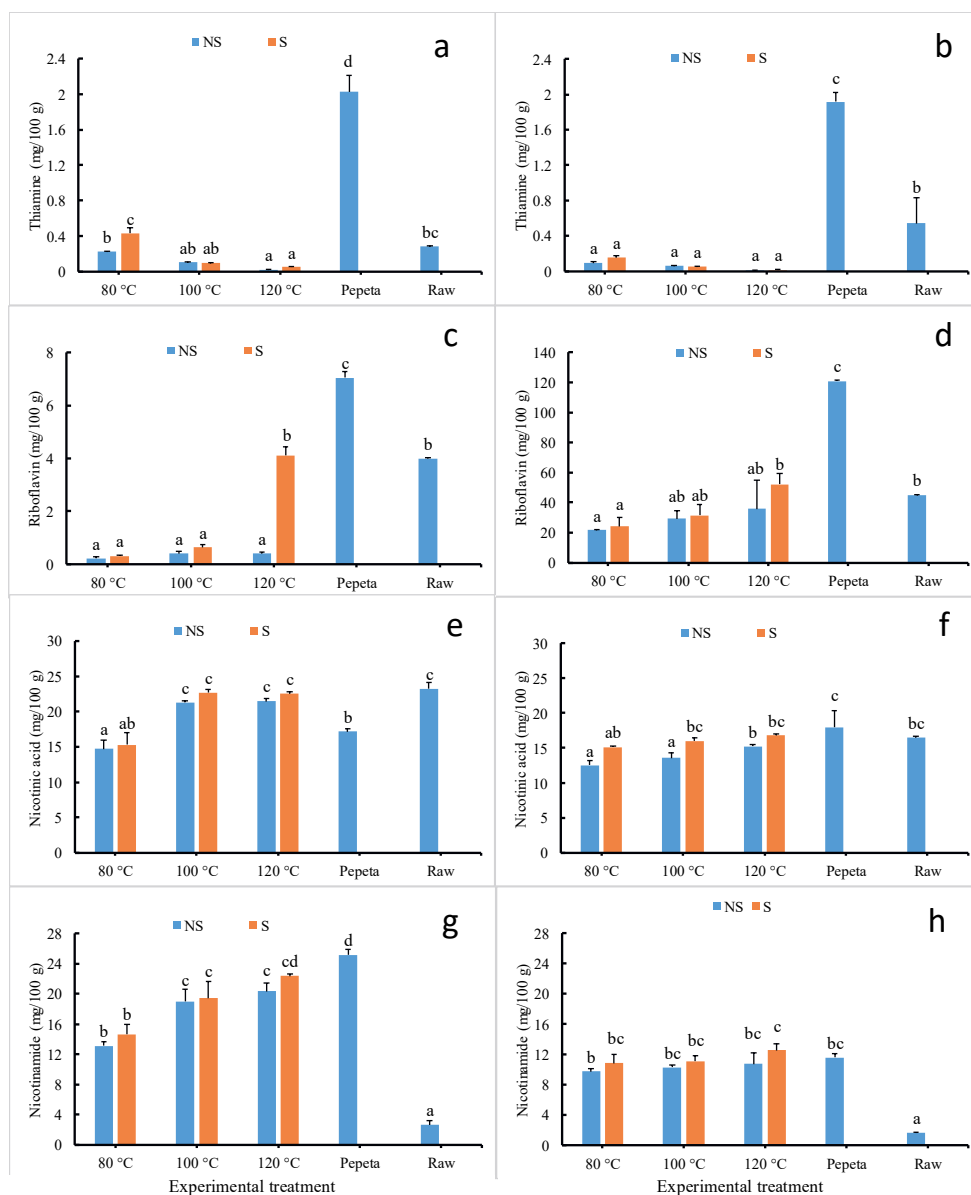 a
NS S
2.4
2
1.6
1.2
0.8
0.4
0
Thiamine (mg/100 g)
b c ab ab a a d bc
80 °C 100 °C 120 °C Pepeta Raw
b
NS S
2.4
2
1.6
1.2
0.8
0.4
0
Thiamine (mg/100 g)
a a a a a a c b
80 °C 100 °C 120 °C Pepeta Raw
c
NS S
8
6
4
2
0
Riboflavin (mg/100 g)
a a a a a b c b
80 °C 100 °C 120 °C Pepeta Raw
d
NS S
140
120
100
80
60
40
20
0
Riboflavin (mg/100 g)
a a ab ab ab b c b
80 °C 100 °C 120 °C Pepeta Raw
e
NS S
30
25
20
15
10
5
0
Nicotinic acid (mg/100 g)
a ab c c c c b c
80 °C 100 °C 120 °C Pepeta Raw
f
NS S
30
25
20
15
10
5
0
Nicotinic acid (mg/100 g)
a ab a bc b bc c bc
80 °C 100 °C 120 °C Pepeta Raw
g
NS S
28
24
20
16
12
8
4
0
Nicotinamide (mg/100 g)
b b c c c cd d a
80 °C 100 °C 120 °C Pepeta Raw
Experimental treatment
h
NS S
28
24
20
16
12
8
4
0
Nicotinamide (mg/100 g)
b bc bc bc bc c bc a
80 °C 100 °C 120 °C Pepeta Raw
Experimental treatment